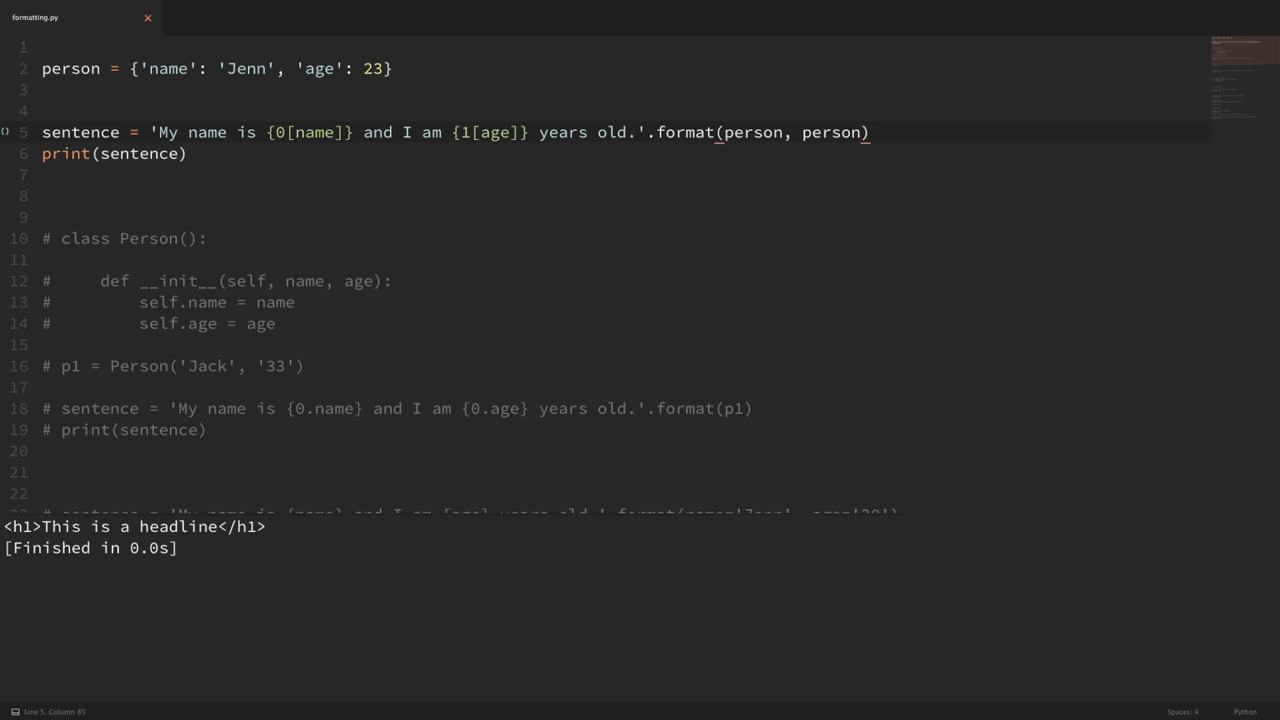 formatting.py
1
2 person = {'name': 'Jenn', 'age': 23}
3
4
5 sentence = 'My name is {0[name]} and I am {1[age]} years old.'.format(person, person)
6 print(sentence)
7
8
9
10 # class Person():
11
12 #     def __init__(self, name, age):
13 #         self.name = name
14 #         self.age = age
15
16 # p1 = Person('Jack', '33')
17
18 # sentence = 'My name is {0.name} and I am {0.age} years old.'.format(p1)
19 # print(sentence)
20
21
22
<h1>This is a headline</h1>
[Finished in 0.0s]
Line 5, Column 85
Spaces: 4
Python